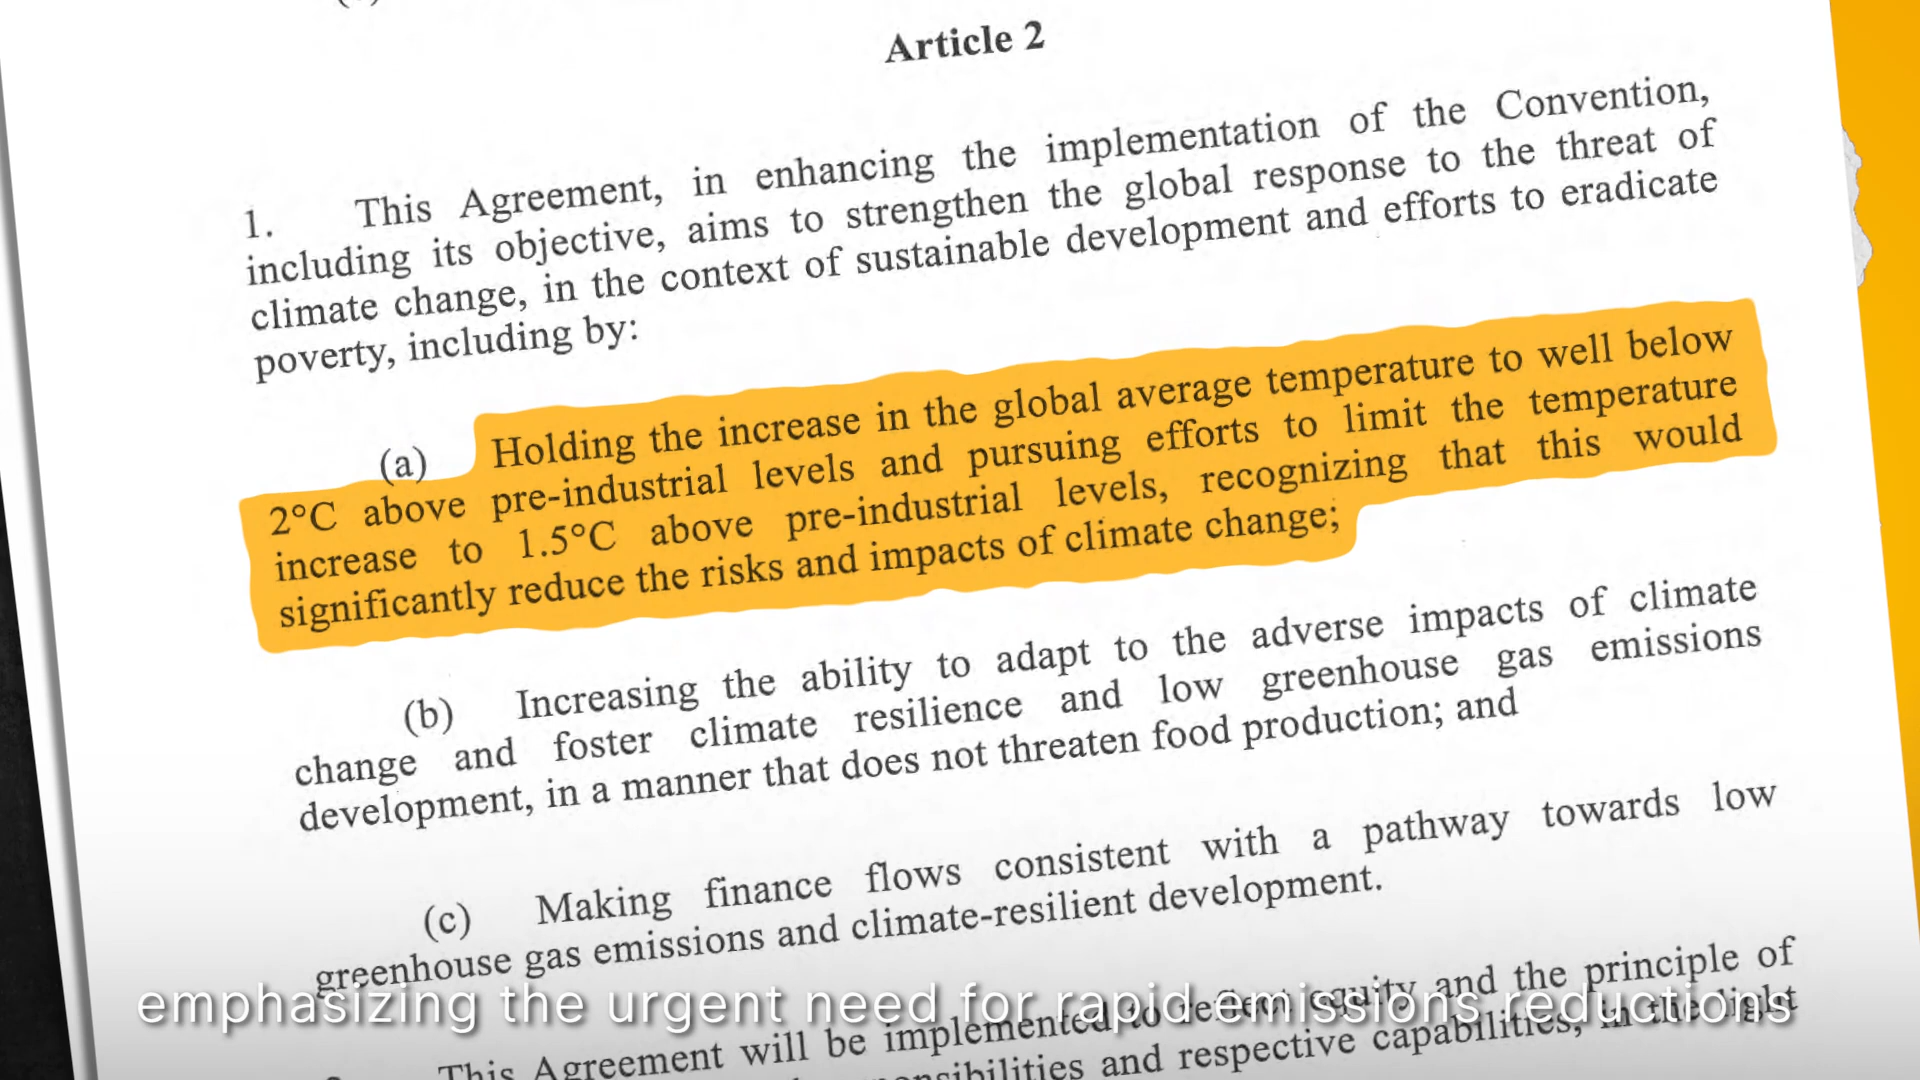 Article 2
1. This Agreement, in enhancing the implementation of the Convention,
including its objective, aims to strengthen the global response to the threat of
climate change, in the context of sustainable development and efforts to eradicate
poverty, including by:
(a) Holding the increase in the global average temperature to well below
2°C above pre-industrial levels and pursuing efforts to limit the temperature
increase to 1.5°C above pre-industrial levels, recognizing that this would
significantly reduce the risks and impacts of climate change;
(b) Increasing the ability to adapt to the adverse impacts of climate
change and foster climate resilience and low greenhouse gas emissions
development, in a manner that does not threaten food production; and
(c) Making finance flows consistent with a pathway towards low
greenhouse gas emissions and climate-resilient development.
This Agreement will be implemented to reflect equity and the principle of
and respective capabilities, in the light
emphasizing the urgent need for rapid emissions reductions